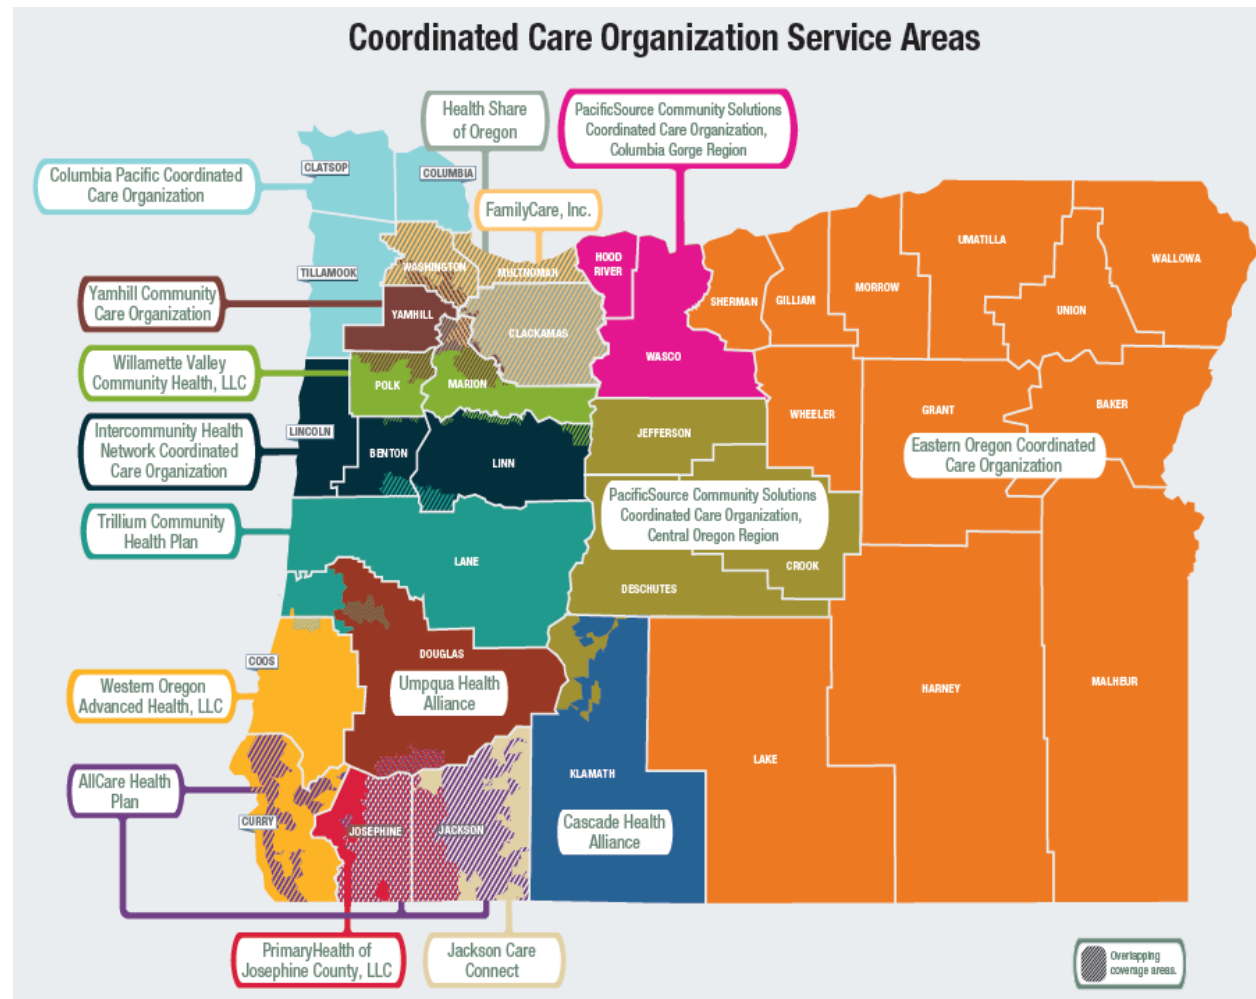 Coordinated Care Organization Service Areas
Health Share
of Oregon
PacificSource Community Solutions
Coordinated Care Organization,
Columbia Gorge Region
Columbia Pacific Coordinated
Care Organization
CLATSOP
COLUMBIA
FamilyCare, Inc.
TILLAMOOK
WASHINGTON
MULTNOMAH
HOOD
RIVER
UMATILLA
WALLOWA
Yamhill Community
Care Organization
YAMHILL
CLACKAMAS
WASCO
SHERMAN
GILLIAM
MORROW
UNION
Willamette Valley
Community Health, LLC
POLK
MARION
WHEELER
GRANT
BAKER
Intercommunity Health
Network Coordinated
Care Organization
LINCOLN
BENTON
LINN
JEFFERSON
Eastern Oregon Coordinated
Care Organization
PacificSource Community Solutions
Coordinated Care Organization,
Central Oregon Region
Trillium Community
Health Plan
LANE
CROOK
DESCHUTES
COOS
DOUGLAS
Umpqua Health
Alliance
Western Oregon
Advanced Health, LLC
HARNEY
MALHEUR
LAKE
KLAMATH
AllCare Health
Plan
CURRY
JOSEPHINE
JACKSON
Cascade Health
Alliance
PrimaryHealth of
Josephine County, LLC
Jackson Care
Connect
Overlapping
coverage areas.